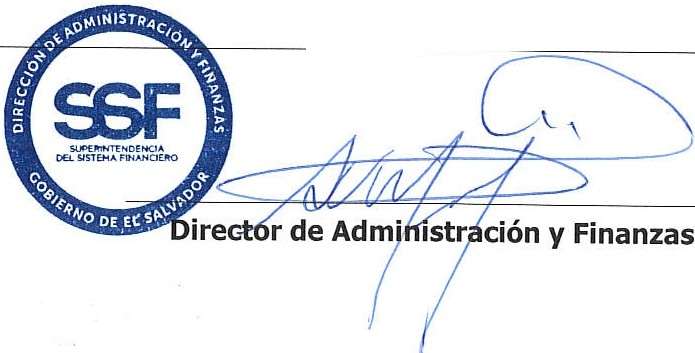 DIRECCIÓN DE ADMINISTRACIÓN Y FINANZAS
SSF
SUPERINTENDENCIA
DEL SISTEMA FINANCIERO
GOBIERNO DE EL SALVADOR
Director de Administración y Finanzas